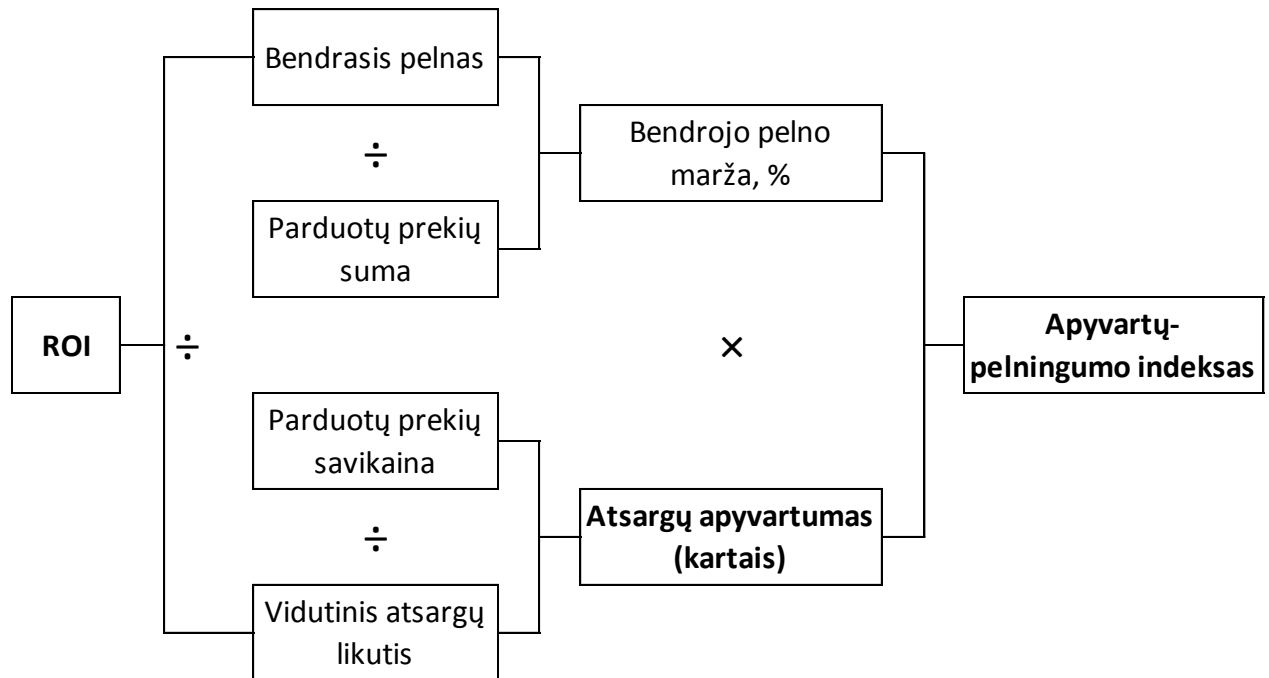 Bendrasis pelnas
÷
Parduotų prekių
suma
Bendrojo pelno
marža, %
ROI
÷
×
Apyvartų-
pelningumo indeksas
Parduotų prekių
savikaina
÷
Vidutinis atsargų
likutis
Atsargų apyvartumas
(kartais)